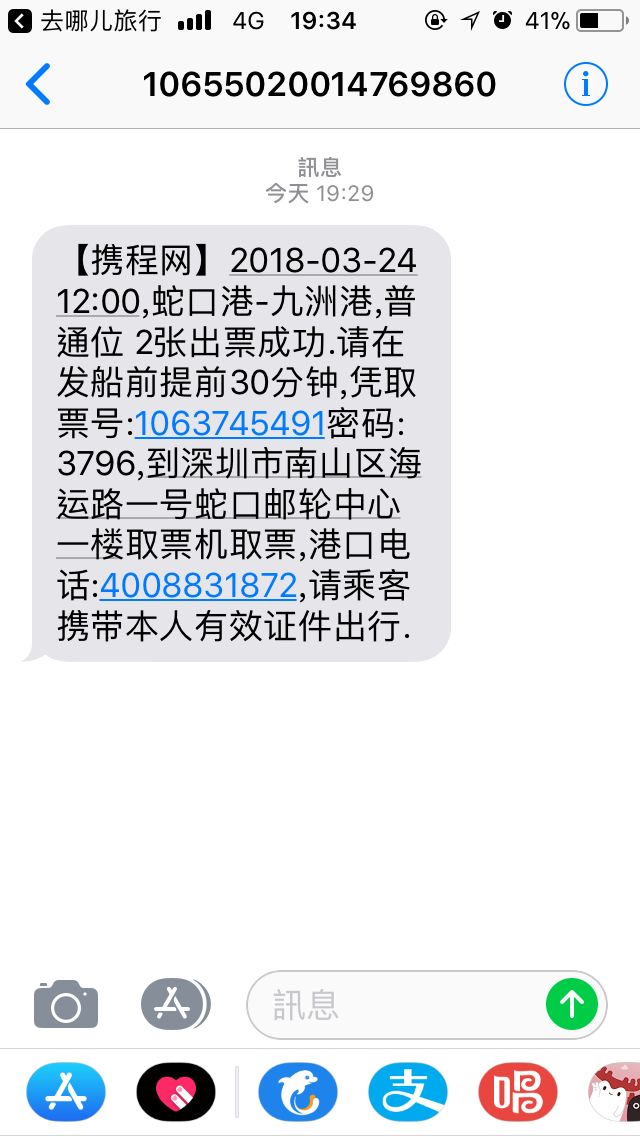 去哪儿旅行 4G 19:34 41%
10655020014769860
訊息
今天 19:29
【携程网】2018-03-24
12:00,蛇口港-九洲港,普
通位 2张出票成功.请在
发船前提前30分钟,凭取
票号:1063745491密码:
3796,到深圳市南山区海
运路一号蛇口邮轮中心
一楼取票机取票,港口电
话:4008831872,请乘客
携带本人有效证件出行.
訊息
支 唱